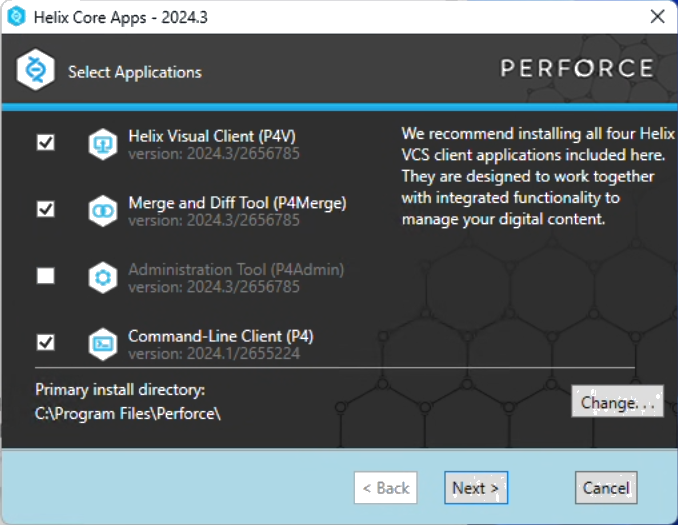 Helix Core Apps - 2024.3
Select Applications
PERFORCE
Helix Visual Client (P4V)
version: 2024.3/2656785
Merge and Diff Tool (P4Merge)
version: 2024.3/2656785
Administration Tool (P4Admin)
version: 2024.3/2656785
Command-Line Client (P4)
version: 2024.1/2655224
We recommend installing all four Helix
VCS client applications included here.
They are designed to work together
with integrated functionality to
manage your digital content.
Primary install directory:
C:\Program Files\Perforce\
Change. . .
< Back
Next >
Cancel